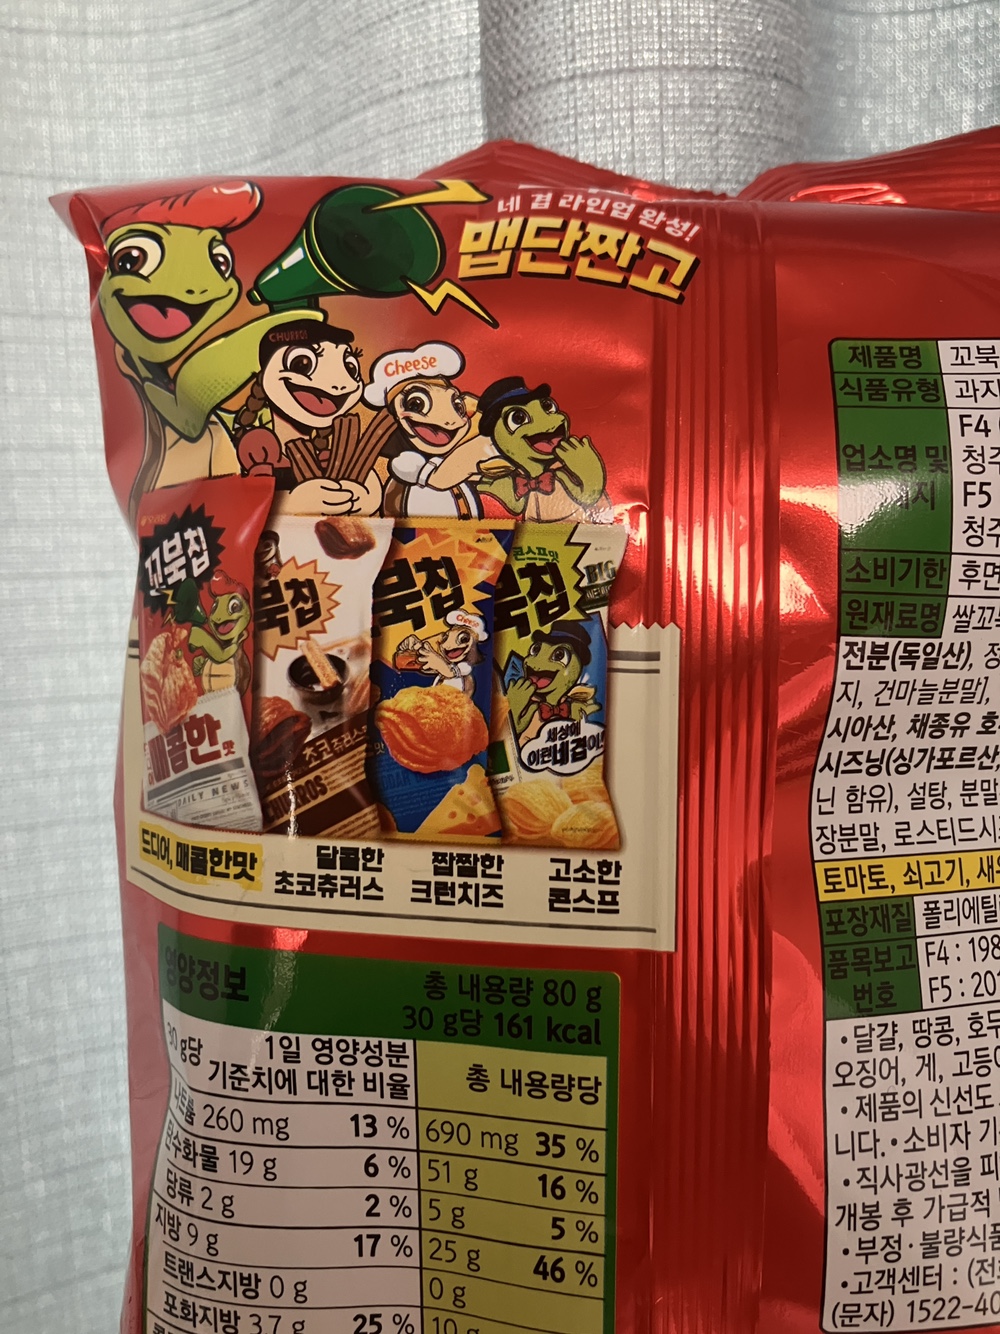 네 겹 라인업 완성!
맵단짠고
CHURRO
Cheese
꼬북칩
매콤한맛
DAILY NEWS
북칩
초코츄러스맛
CHURROS
북칩
Cheese
콘스프맛
북칩
BIG
NEWS
세상에
이런네겹이!
드디어, 매콤한맛
달콤한
초코츄러스
짭짤한
크런치즈
고소한
콘스프
영양정보
총 내용량 80 g
30 g당 161 kcal
30 g당
1일 영양성분
기준치에 대한 비율
총 내용량당
나트륨 260 mg 13 % 690 mg 35 %
탄수화물 19 g 6 % 51 g 16 %
당류 2 g 2 % 5 g 5 %
지방 9 g 17 % 25 g 46 %
트랜스지방 0 g 0 g
포화지방 3.7 g 25 % 10
제품명 꼬북
식품유형 과자
업소명 및
F4
청주
F5
청주
소비기한 후면
원재료명 쌀꼬
전분(독일산), 정
지, 건마늘분말],
시아산, 채종유 호
시즈닝(싱가포르산,
닌 함유), 설탕, 분말
장분말, 로스티드시
토마토, 쇠고기, 새우
포장재질 폴리에틸
품목보고
번호
F4 : 198
F5 : 201
•달걀, 땅콩, 호두
오징어, 게, 고등어
•제품의 신선도
니다. •소비자 기
•직사광선을 피
개봉 후 가급적
•부정·불량식품
•고객센터 : (전
(문자) 1522-40